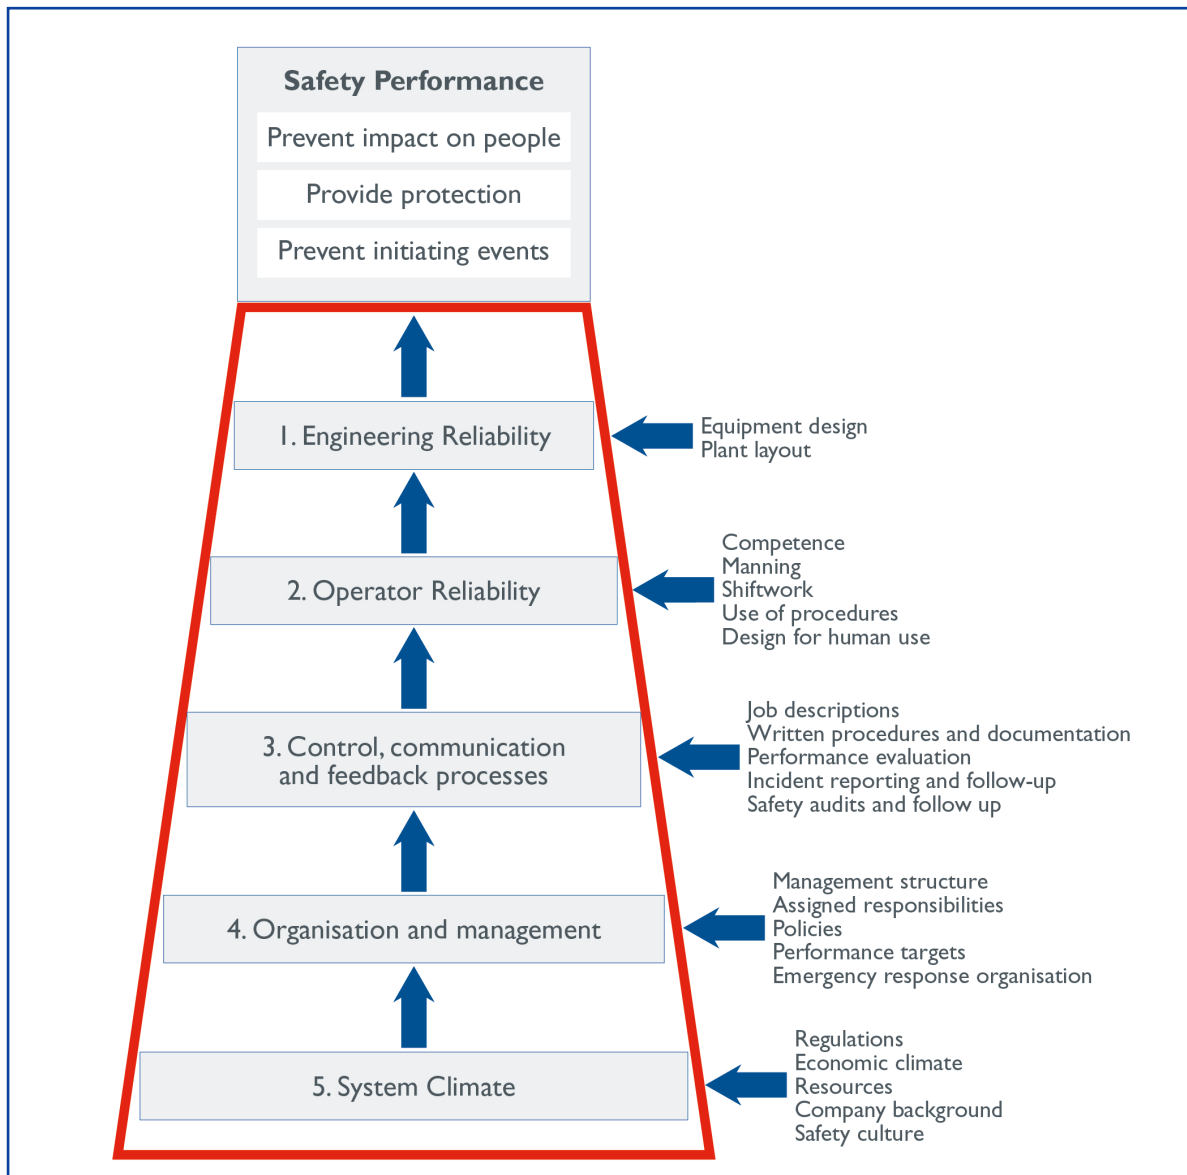 Safety Performance
Prevent impact on people
Provide protection
Prevent initiating events
1. Engineering Reliability
Equipment design
Plant layout
2. Operator Reliability
Competence
Manning
Shiftwork
Use of procedures
Design for human use
3. Control, communication
and feedback processes
Job descriptions
Written procedures and documentation
Performance evaluation
Incident reporting and follow-up
Safety audits and follow up
4. Organisation and management
Management structure
Assigned responsibilities
Policies
Performance targets
Emergency response organisation
5. System Climate
Regulations
Economic climate
Resources
Company background
Safety culture